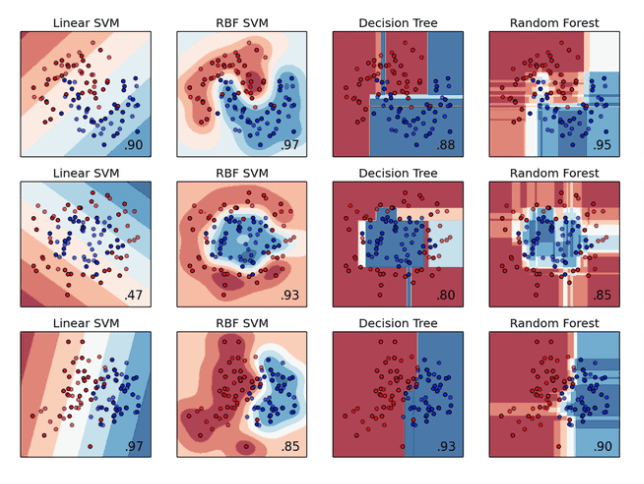 Linear SVM RBF SVM Decision Tree Random Forest
.90 .97 .88 .95
Linear SVM RBF SVM Decision Tree Random Forest
.47 .93 .80 .85
Linear SVM RBF SVM Decision Tree Random Forest
.97 .85 .93 .90